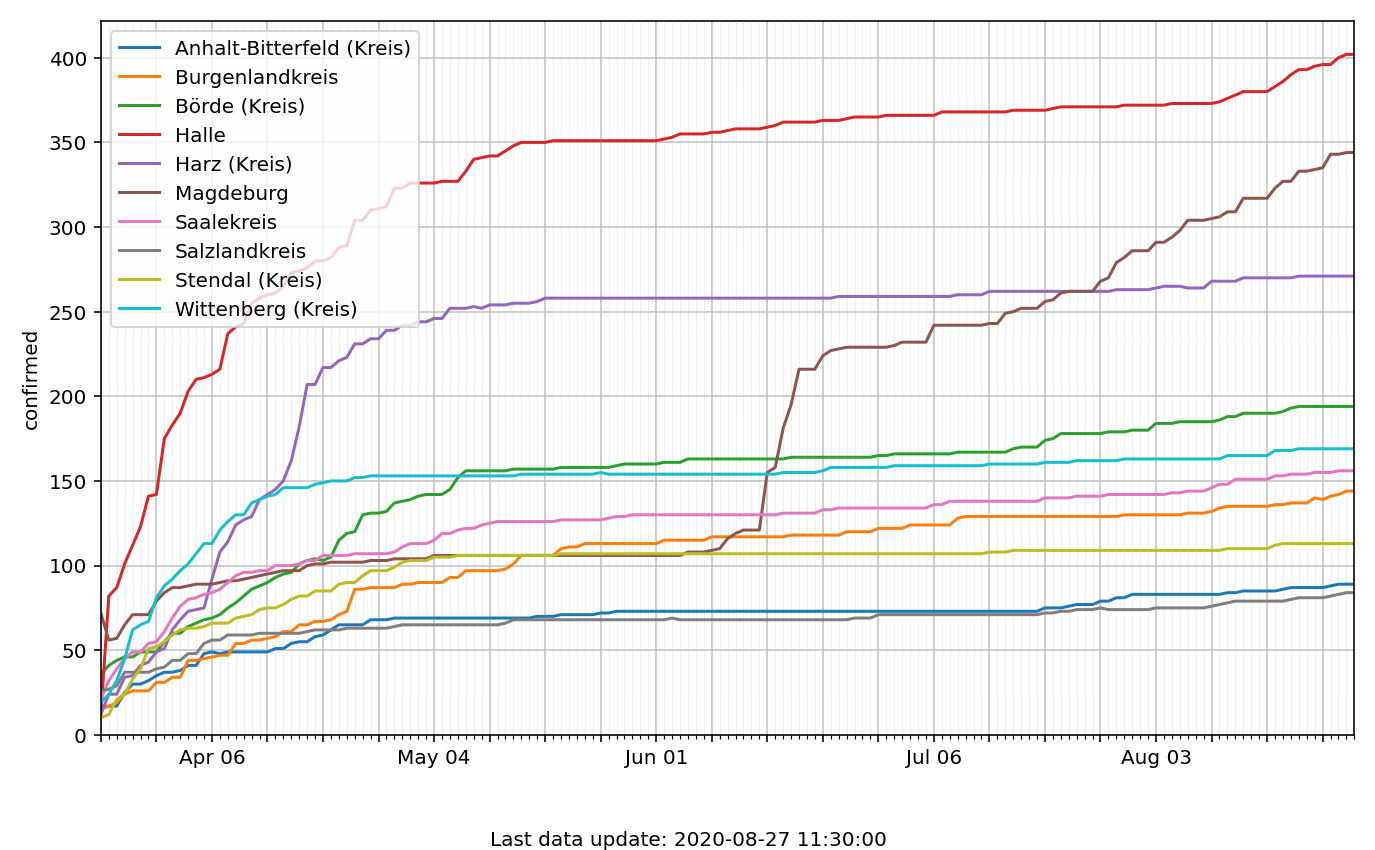 400
350
300
250
200
150
100
50
0
confirmed
Anhalt-Bitterfeld (Kreis)
Burgenlandkreis
Börde (Kreis)
Halle
Harz (Kreis)
Magdeburg
Saalekreis
Salzlandkreis
Stendal (Kreis)
Wittenberg (Kreis)
Apr 06 May 04 Jun 01 Jul 06 Aug 03
Last data update: 2020-08-27 11:30:00